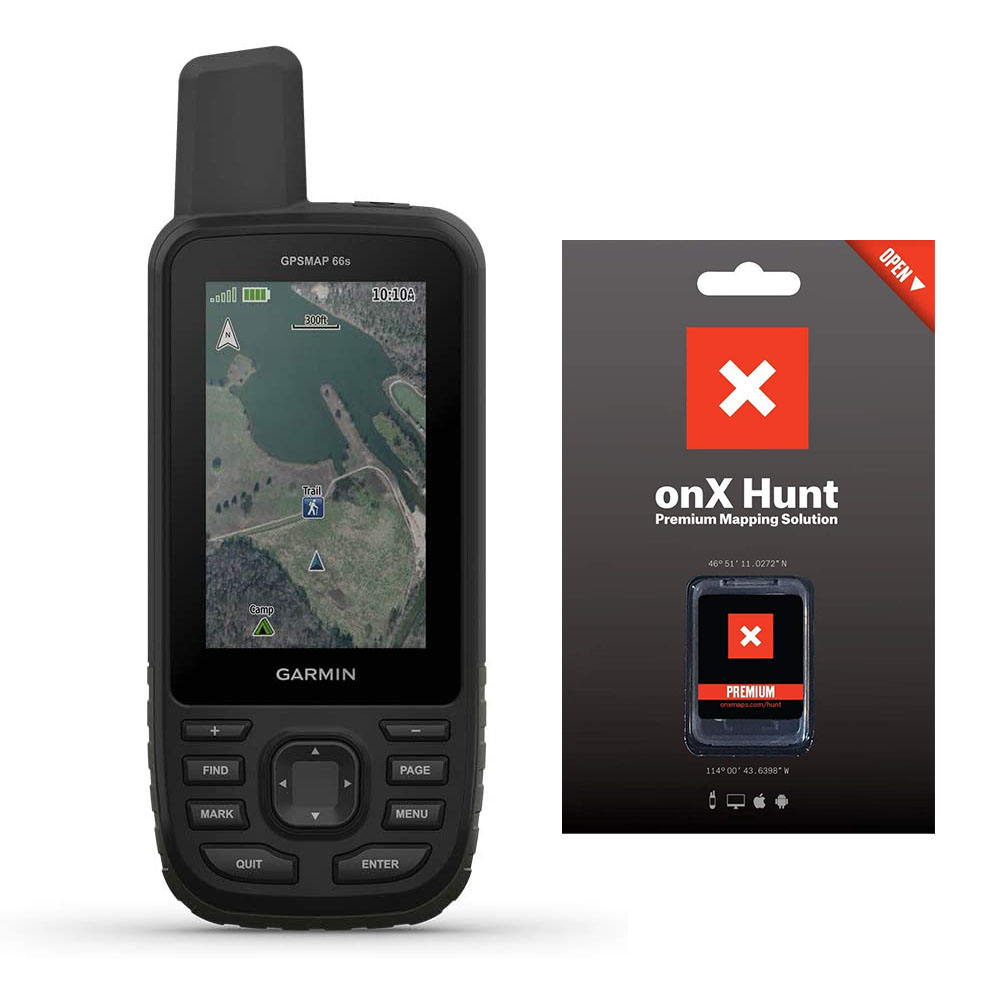 GPSMAP 66s
10:10A
300ft
N
Trail
Camp
GARMIN
+ −
FIND PAGE
MARK MENU
QUIT ENTER
OPEN
onX Hunt
Premium Mapping Solution
46° 51' 11.0272" N
PREMIUM
onxmaps.com/hunt
114° 00' 43.6398" W